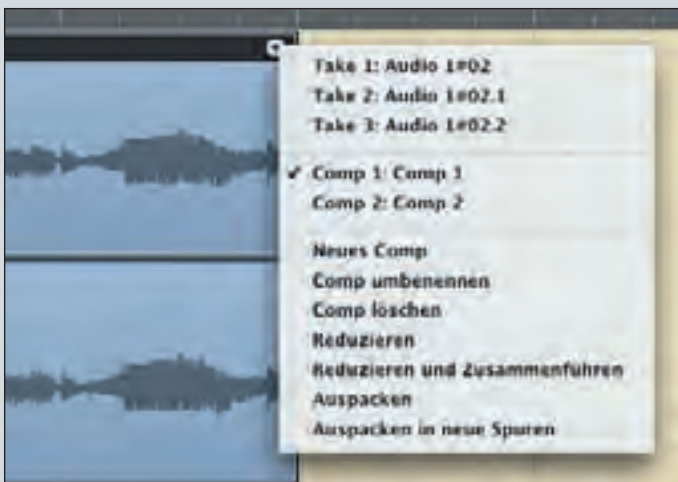 Take 1: Audio 1#02
Take 2: Audio 1#02.1
Take 3: Audio 1#02.2
✓ Comp 1: Comp 1
Comp 2: Comp 2
Neues Comp
Comp umbenennen
Comp löschen
Reduzieren
Reduzieren und Zusammenführen
Auspacken
Auspacken in neue Spuren